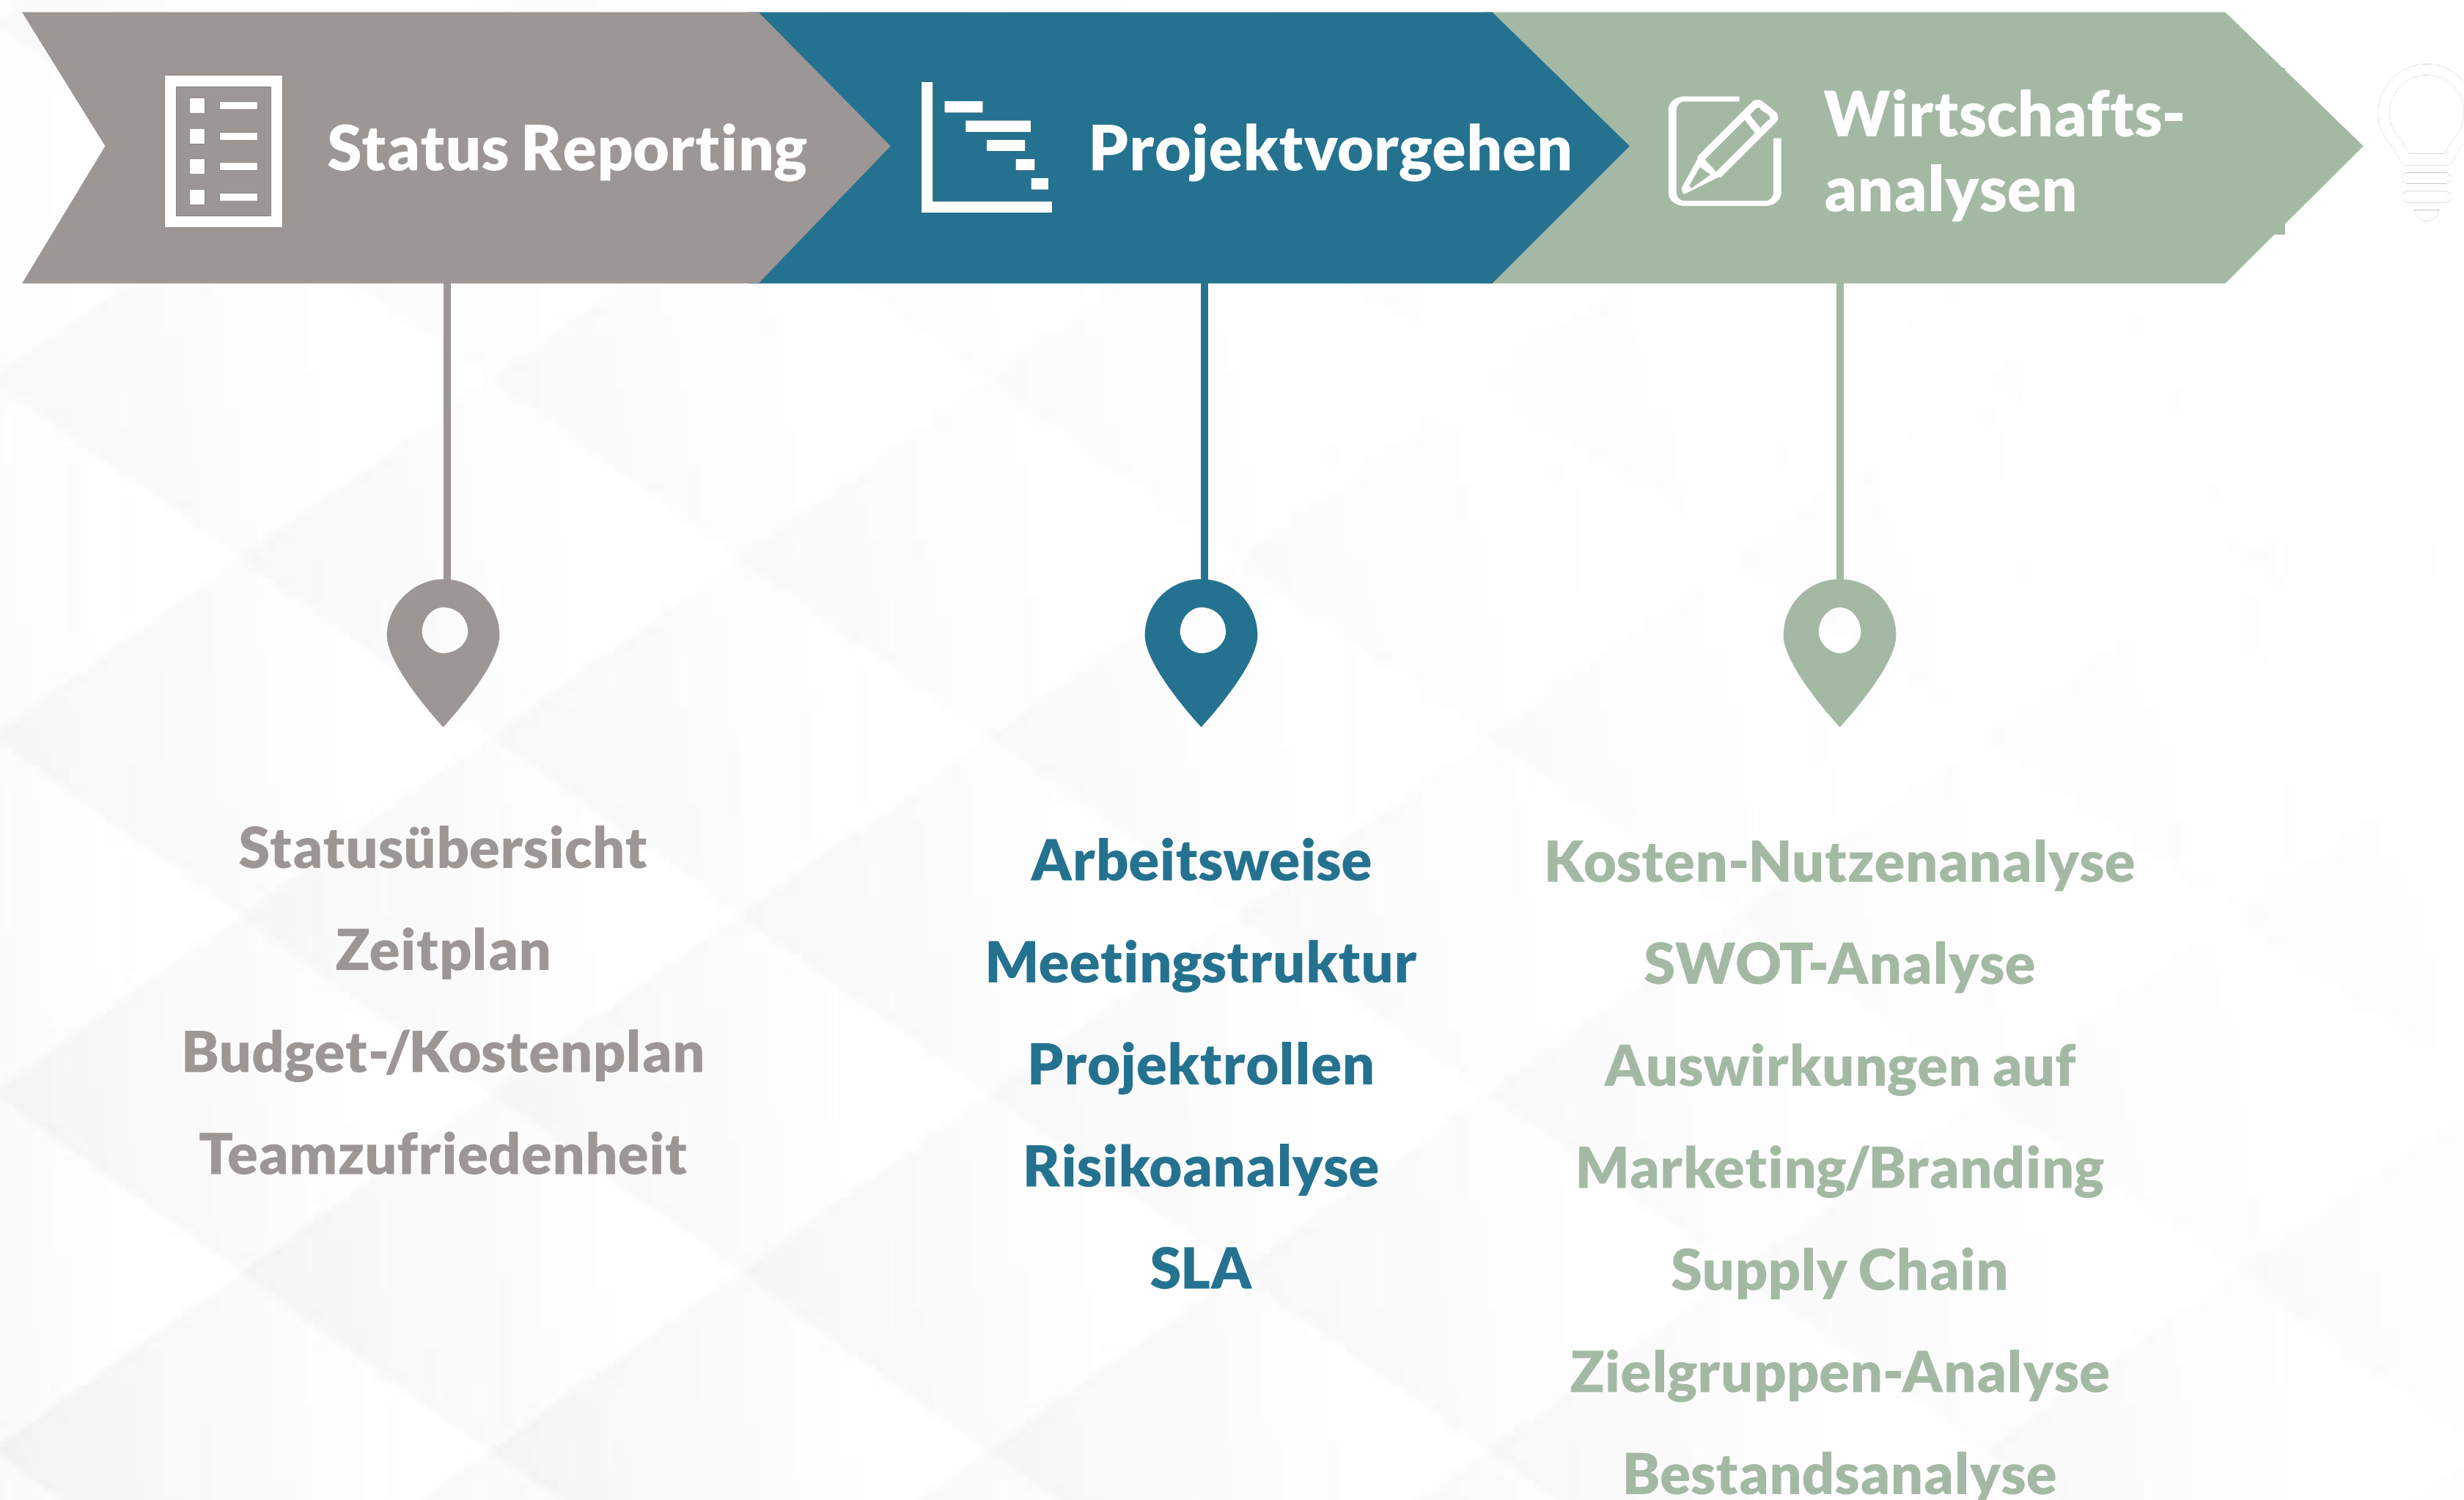 Status Reporting
Projektvorgehen
Wirtschafts-
analysen
Statusübersicht
Zeitplan
Budget-/Kostenplan
Teamzufriedenheit
Arbeitsweise
Meetingstruktur
Projektrollen
Risikoanalyse
SLA
Kosten-Nutzenanalyse
SWOT-Analyse
Auswirkungen auf
Marketing/Branding
Supply Chain
Zielgruppen-Analyse
Bestandsanalyse